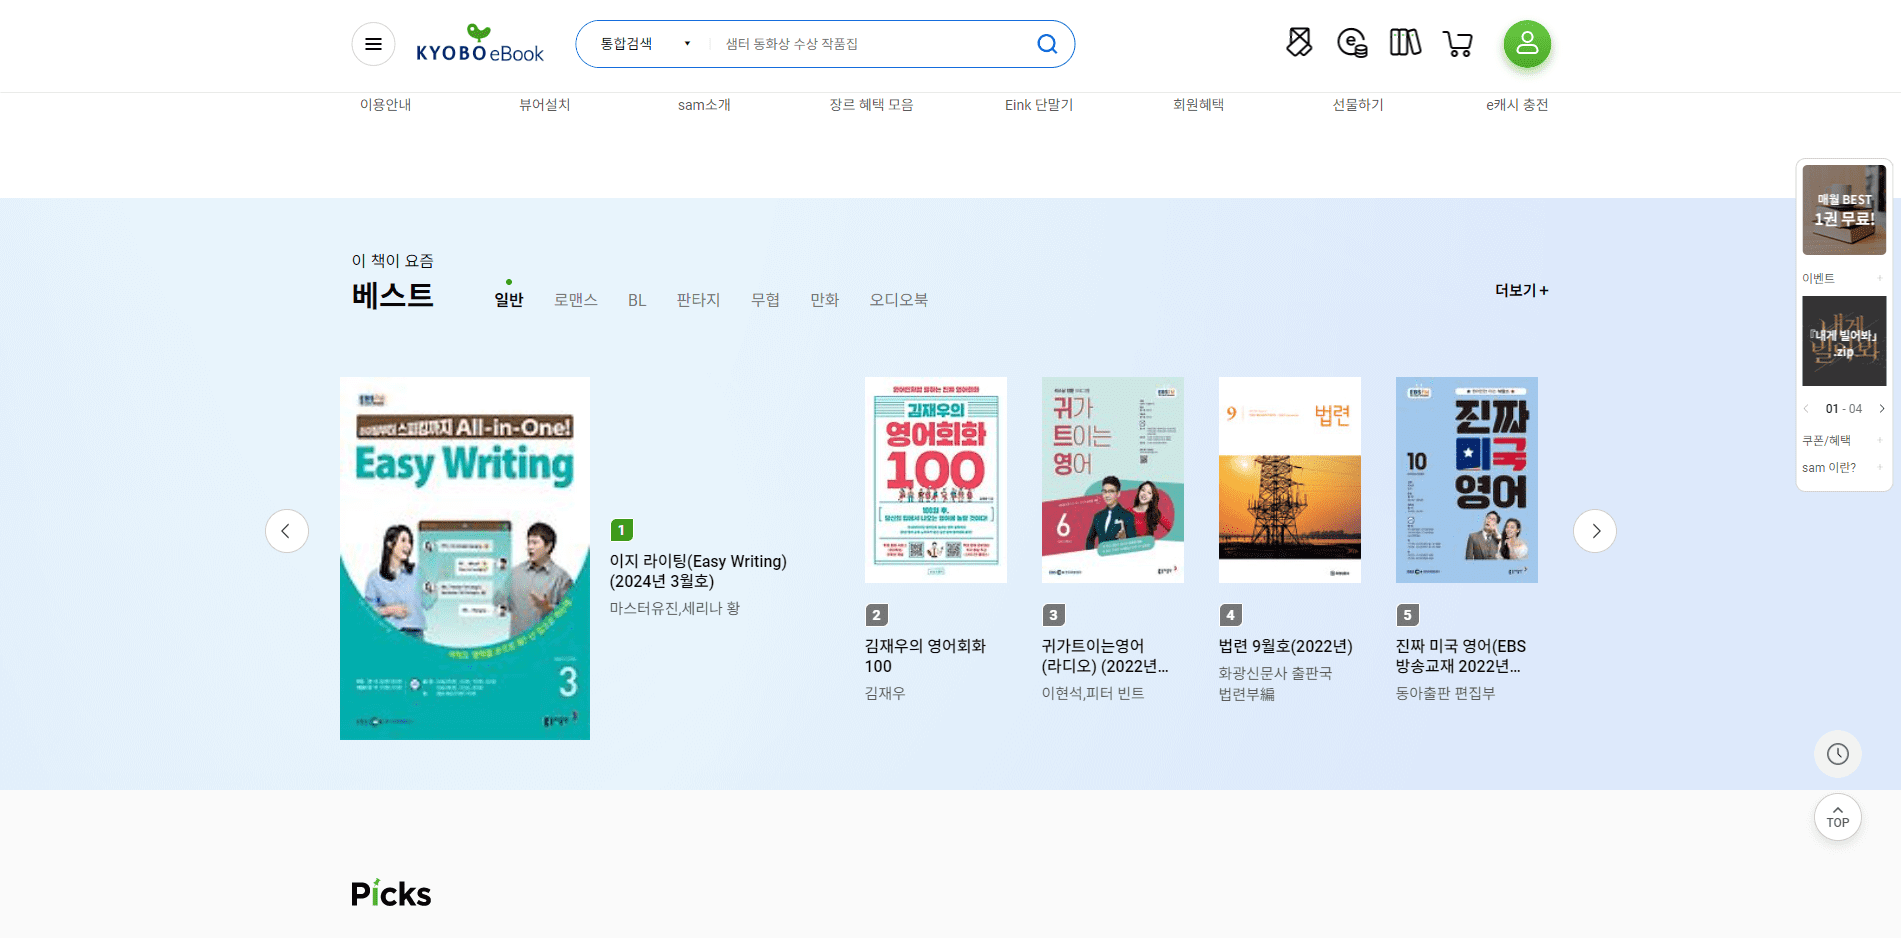 KYOBO eBook
통합검색
샘터 동화상 수상 작품집
이용안내
뷰어설치
sam소개
장르 혜택 모음
Eink 단말기
회원혜택
선물하기
e캐시 충전
이 책이 요즘
베스트
일반
로맨스
BL
판타지
무협
만화
오디오북
더보기 +
스피킹까지 All-in-One!
Easy Writing
3
1
이지 라이팅(Easy Writing)
(2024년 3월호)
마스터유진,세리나 황
김재우의
영어회화
100
100일 후,
2
김재우의 영어회화
100
김재우
귀가
트이는
영어
6
3
귀가트이는영어
(라디오) (2022년...
이현석,피터 빈트
9
법련
4
법련 9월호(2022년)
화광신문사 출판국
법련부編
진짜
미국
영어
10
5
진짜 미국 영어(EBS
방송교재 2022년...
동아출판 편집부
매월 BEST
1권 무료!
이벤트
『내게 빌어봐』
.zip
01 - 04
쿠폰/혜택
sam 이란?
TOP
Picks